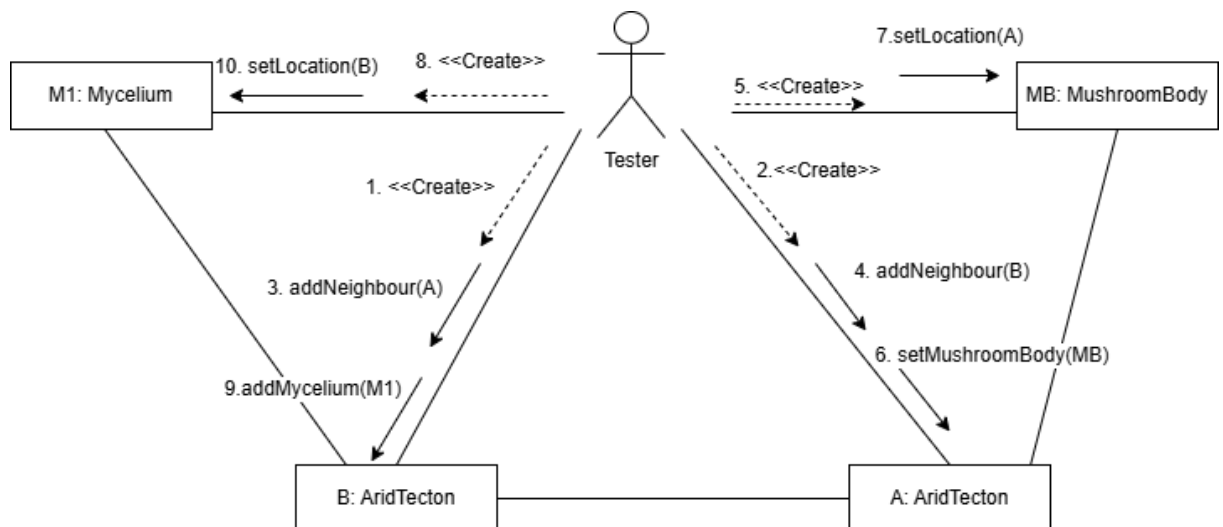 7.setLocation(A)
10. setLocation(B)
8. <<Create>>
5. <<Create>>
M1: Mycelium
MB: MushroomBody
Tester
1. <<Create>>
2.<<Create>>
3. addNeighbour(A)
4. addNeighbour(B)
6. setMushroomBody(MB)
9.addMycelium(M1)
B: AridTecton
A: AridTecton